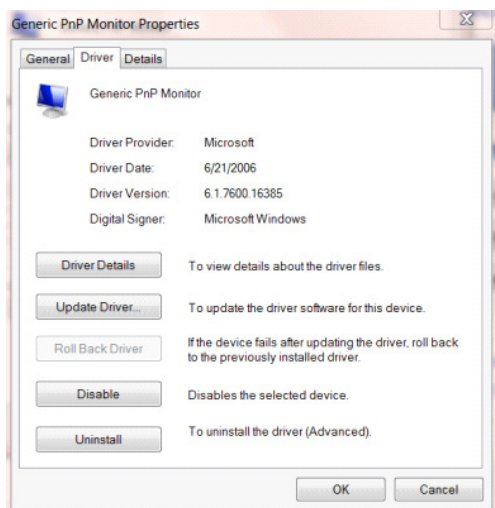 Generic PnP Monitor Properties
General Driver Details
Generic PnP Monitor
Driver Provider: Microsoft
Driver Date: 6/21/2006
Driver Version: 6.1.7600.16385
Digital Signer: Microsoft Windows
Driver Details To view details about the driver files.
Update Driver... To update the driver software for this device.
Roll Back Driver If the device fails after updating the driver, roll back
to the previously installed driver.
Disable Disables the selected device.
Uninstall To uninstall the driver (Advanced).
OK Cancel